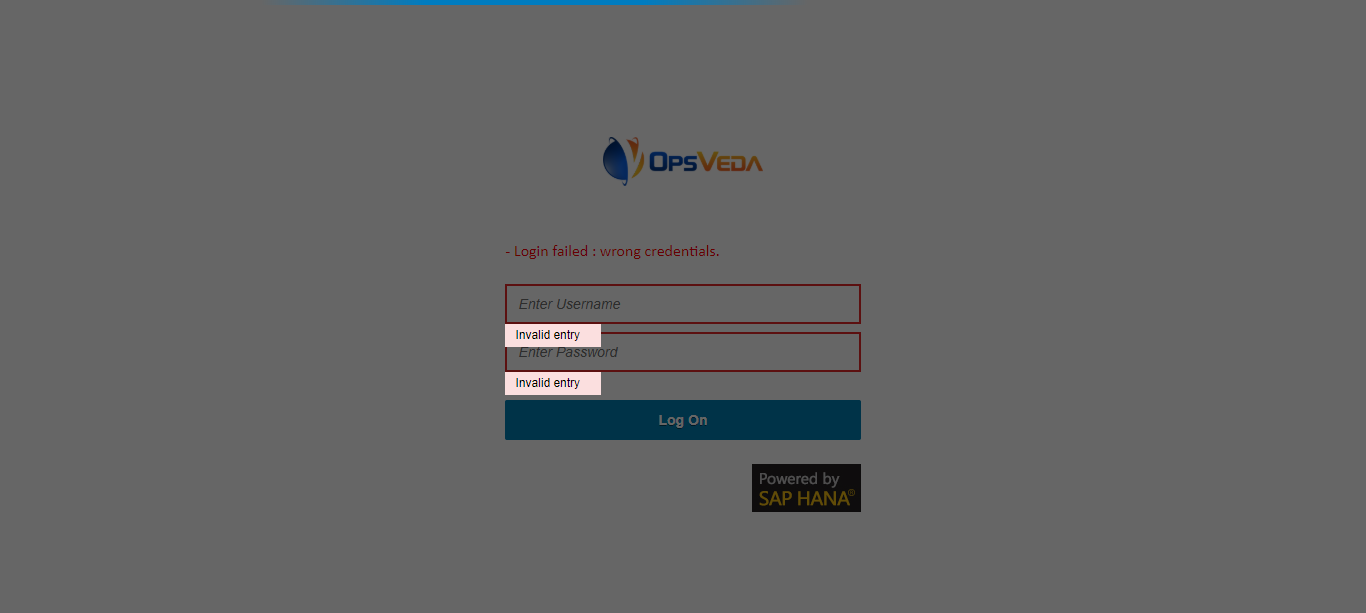 OPSVEDA
- Login failed : wrong credentials.
Enter Username
Invalid entry
Enter Password
Invalid entry
Log On
Powered by
SAP HANA®